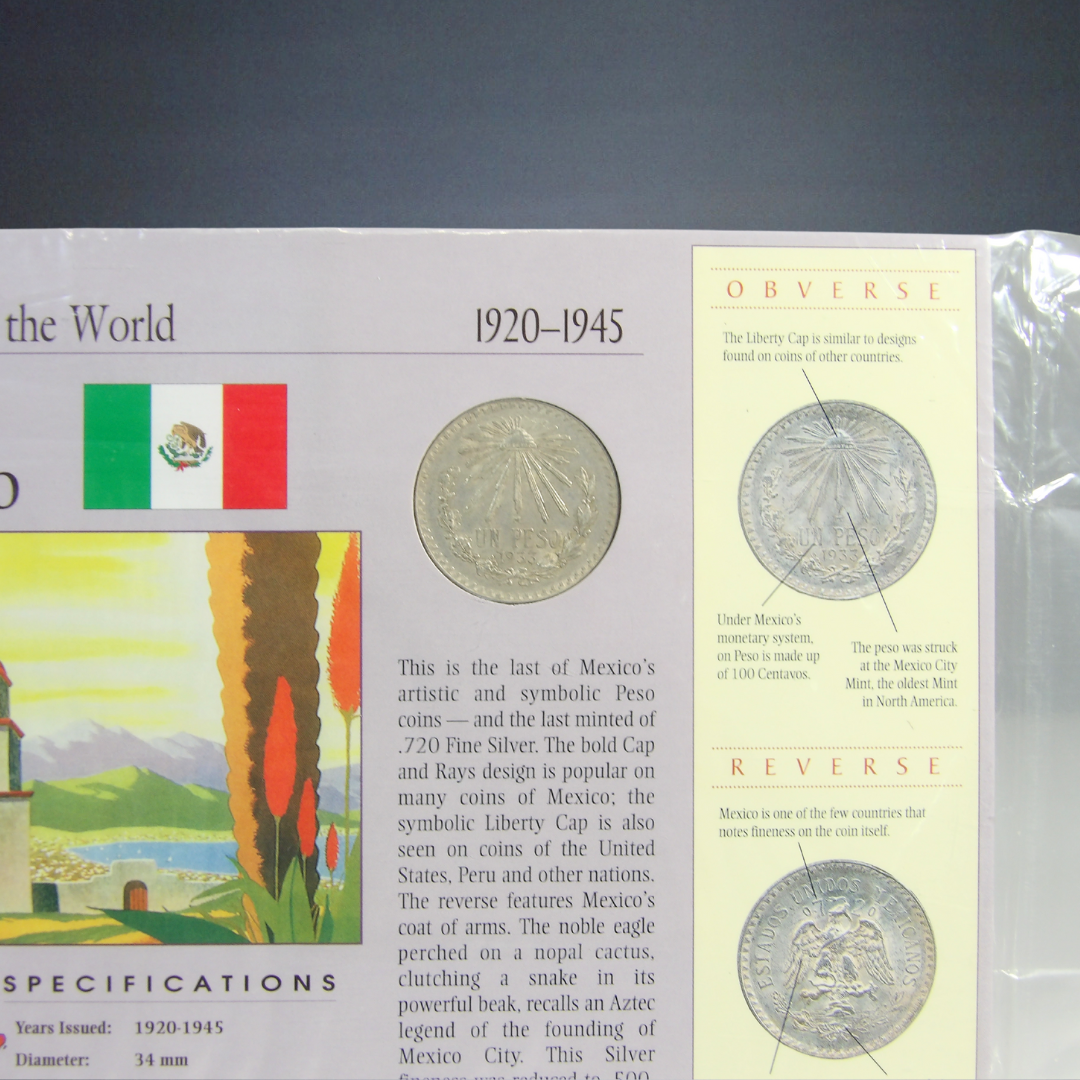 the World
1920–1945
o
UN PESO
This is the last of Mexico's
artistic and symbolic Peso
coins — and the last minted of
.720 Fine Silver. The bold Cap
and Rays design is popular on
many coins of Mexico; the
symbolic Liberty Cap is also
seen on coins of the United
States, Peru and other nations.
The reverse features Mexico's
coat of arms. The noble eagle
perched on a nopal cactus,
clutching a snake in its
powerful beak, recalls an Aztec
legend of the founding of
Mexico City. This Silver
fineness was reduced to .500
SPECIFICATIONS
Years Issued: 1920-1945
Diameter: 34 mm
OBVERSE
The Liberty Cap is similar to designs
found on coins of other countries.
UN PESO
1933
Under Mexico's
monetary system,
on Peso is made up
of 100 Centavos.
The peso was struck
at the Mexico City
Mint, the oldest Mint
in North America.
REVERSE
Mexico is one of the few countries that
notes fineness on the coin itself.
ESTADOS UNIDOS MEXICANOS